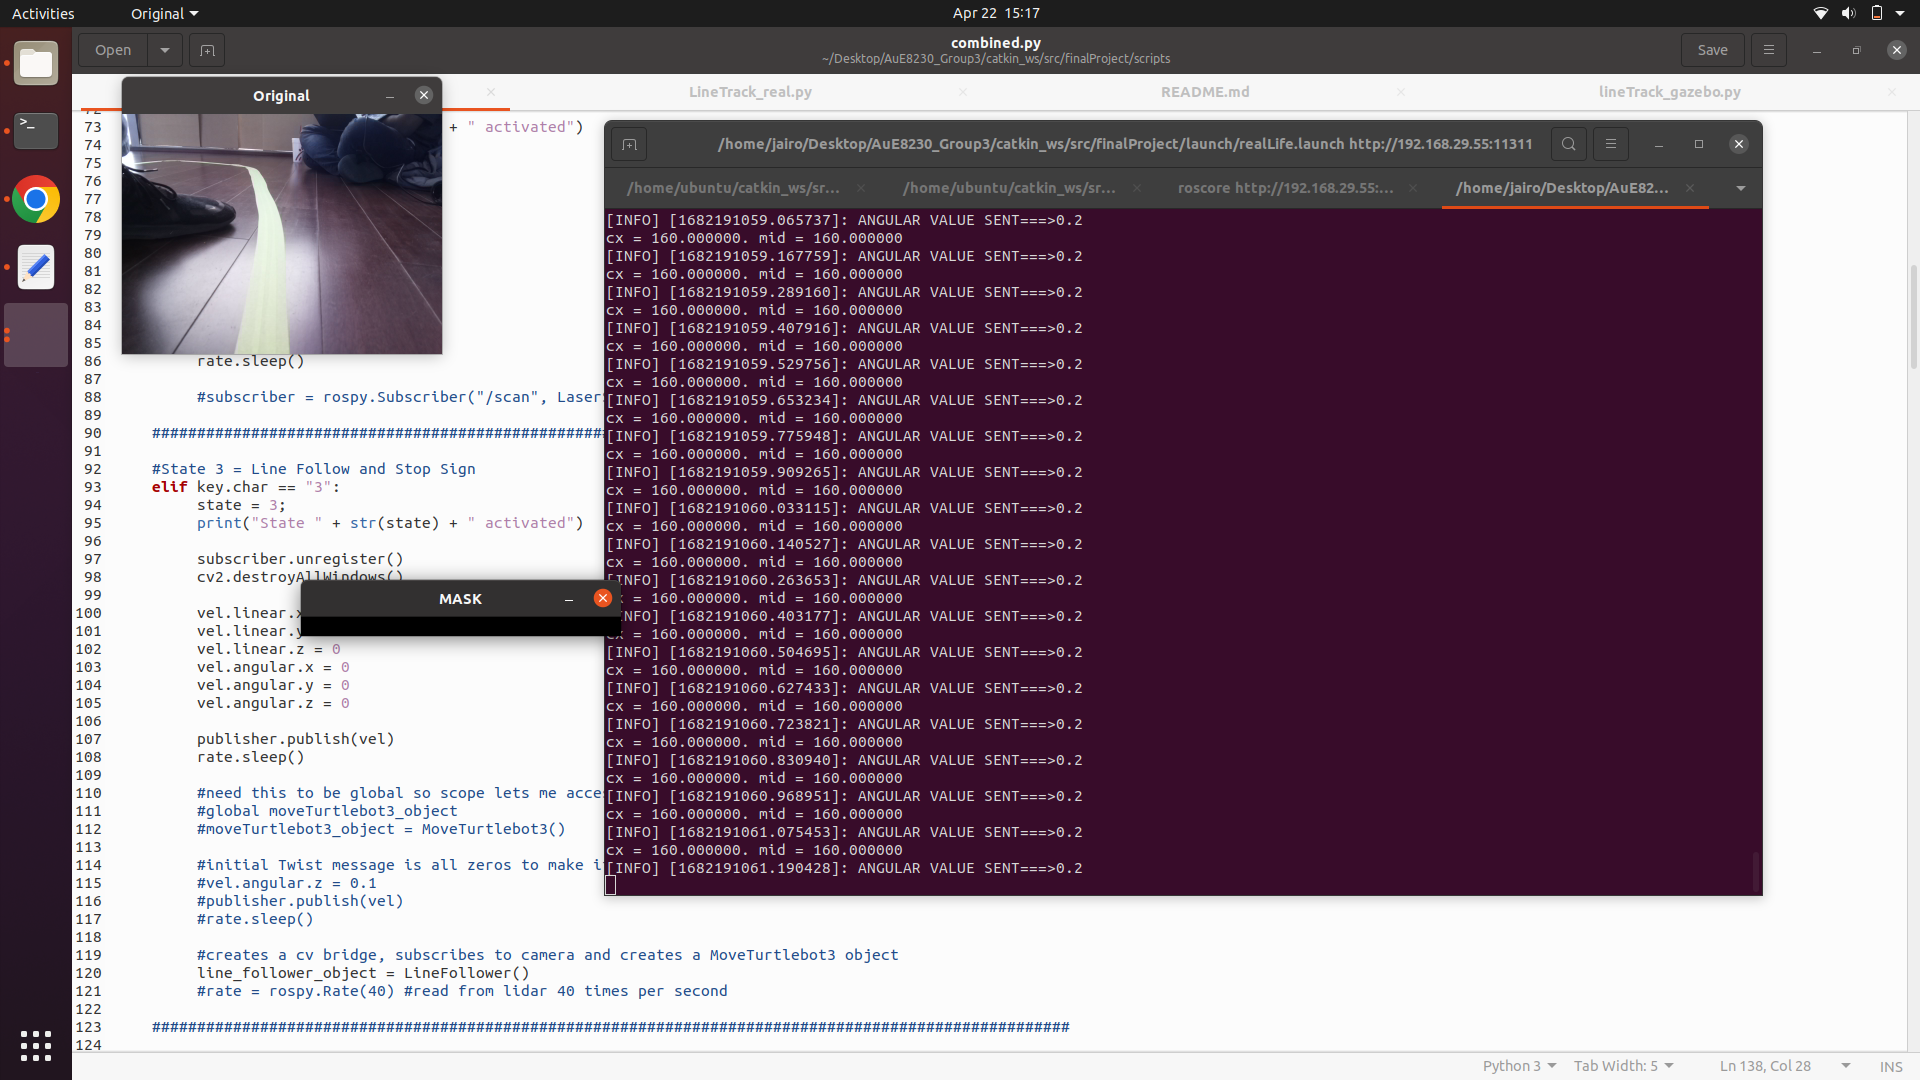 Activities
Original
Apr 22 15:17
Open
combined.py
~/Desktop/AuE8230_Group3/catkin_ws/src/finalProject/scripts
Save
LineTrack_real.py
README.md
lineTrack_gazebo.py
Original
73 + " activated")
74
75
76
77
78
79
80
81
82
83
84
85
86 rate.sleep()
87
88 #subscriber = rospy.Subscriber("/scan", Laser
89
90 ##################################################
91
92 #State 3 = Line Follow and Stop Sign
93 elif key.char == "3":
94 state = 3;
95 print("State " + str(state) + " activated")
96
97 subscriber.unregister()
98 cv2.destroyAllWindows()
99
100 vel.linear.x
101 vel.linear.y
102 vel.linear.z = 0
103 vel.angular.x = 0
104 vel.angular.y = 0
105 vel.angular.z = 0
106
107 publisher.publish(vel)
108 rate.sleep()
109
110 #need this to be global so scope lets me acce
111 #global moveTurtlebot3_object
112 #moveTurtlebot3_object = MoveTurtlebot3()
113
114 #initial Twist message is all zeros to make i
115 #vel.angular.z = 0.1
116 #publisher.publish(vel)
117 #rate.sleep()
118
119 #creates a cv bridge, subscribes to camera and creates a MoveTurtlebot3 object
120 line_follower_object = LineFollower()
121 #rate = rospy.Rate(40) #read from lidar 40 times per second
122
123 ######################################################################################################
124
MASK
/home/jairo/Desktop/AuE8230_Group3/catkin_ws/src/finalProject/launch/realLife.launch http://192.168.29.55:11311
/home/ubuntu/catkin_ws/sr...
/home/ubuntu/catkin_ws/sr...
roscore http://192.168.29.55:...
/home/jairo/Desktop/AuE82...
[INFO] [1682191059.065737]: ANGULAR VALUE SENT===>0.2
cx = 160.000000. mid = 160.000000
[INFO] [1682191059.167759]: ANGULAR VALUE SENT===>0.2
cx = 160.000000. mid = 160.000000
[INFO] [1682191059.289160]: ANGULAR VALUE SENT===>0.2
cx = 160.000000. mid = 160.000000
[INFO] [1682191059.407916]: ANGULAR VALUE SENT===>0.2
cx = 160.000000. mid = 160.000000
[INFO] [1682191059.529756]: ANGULAR VALUE SENT===>0.2
cx = 160.000000. mid = 160.000000
[INFO] [1682191059.653234]: ANGULAR VALUE SENT===>0.2
cx = 160.000000. mid = 160.000000
[INFO] [1682191059.775948]: ANGULAR VALUE SENT===>0.2
cx = 160.000000. mid = 160.000000
[INFO] [1682191059.909265]: ANGULAR VALUE SENT===>0.2
cx = 160.000000. mid = 160.000000
[INFO] [1682191060.033115]: ANGULAR VALUE SENT===>0.2
cx = 160.000000. mid = 160.000000
[INFO] [1682191060.140527]: ANGULAR VALUE SENT===>0.2
cx = 160.000000. mid = 160.000000
[INFO] [1682191060.263653]: ANGULAR VALUE SENT===>0.2
cx = 160.000000. mid = 160.000000
[INFO] [1682191060.403177]: ANGULAR VALUE SENT===>0.2
cx = 160.000000. mid = 160.000000
[INFO] [1682191060.504695]: ANGULAR VALUE SENT===>0.2
cx = 160.000000. mid = 160.000000
[INFO] [1682191060.627433]: ANGULAR VALUE SENT===>0.2
cx = 160.000000. mid = 160.000000
[INFO] [1682191060.723821]: ANGULAR VALUE SENT===>0.2
cx = 160.000000. mid = 160.000000
[INFO] [1682191060.830940]: ANGULAR VALUE SENT===>0.2
cx = 160.000000. mid = 160.000000
[INFO] [1682191060.968951]: ANGULAR VALUE SENT===>0.2
cx = 160.000000. mid = 160.000000
[INFO] [1682191061.075453]: ANGULAR VALUE SENT===>0.2
cx = 160.000000. mid = 160.000000
[INFO] [1682191061.190428]: ANGULAR VALUE SENT===>0.2
Python 3
Tab Width: 5
Ln 138, Col 28
INS